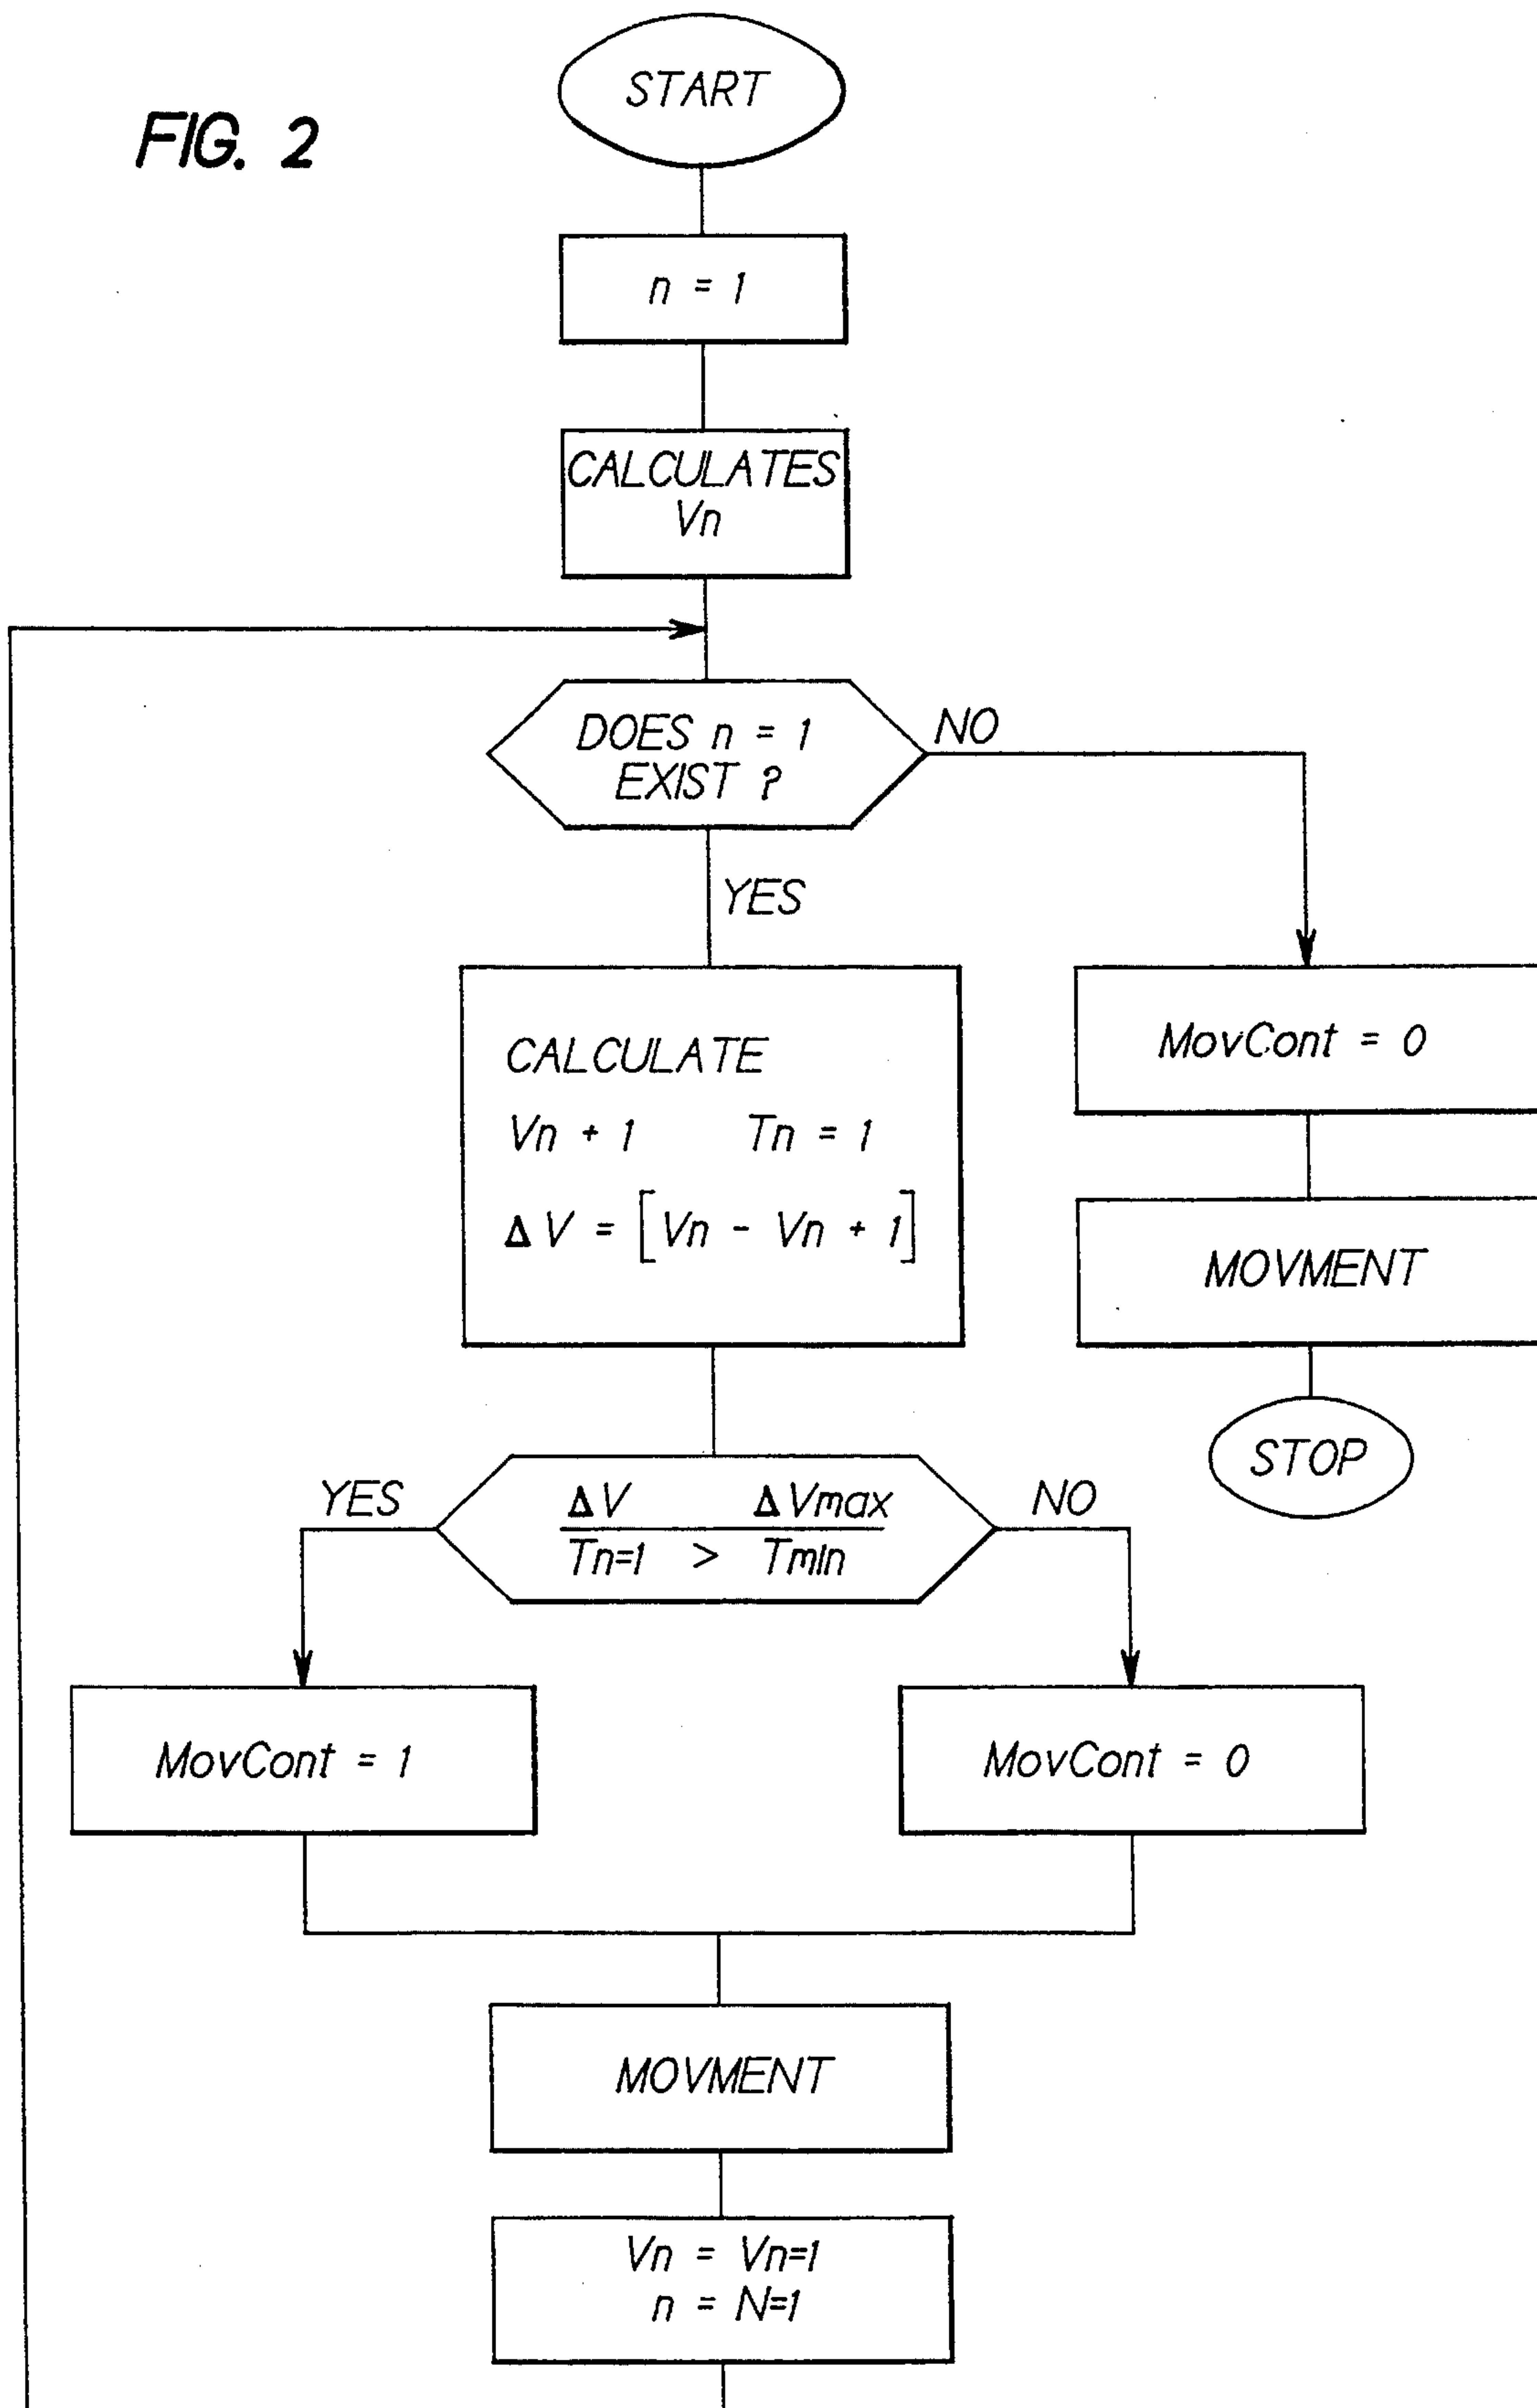 FIG. 2
START
n = 1
CALCULATES
Vn
DOES n = 1
EXIST ?
NO
YES
CALCULATE
Vn + 1 Tn = 1
Δ V = [Vn - Vn + 1]
MovCont = 0
MOVMENT
STOP
YES
ΔV ΔVmax
Tn=1 > Tmin
NO
MovCont = 1
MovCont = 0
MOVMENT
Vn = Vn=1
n = N=1